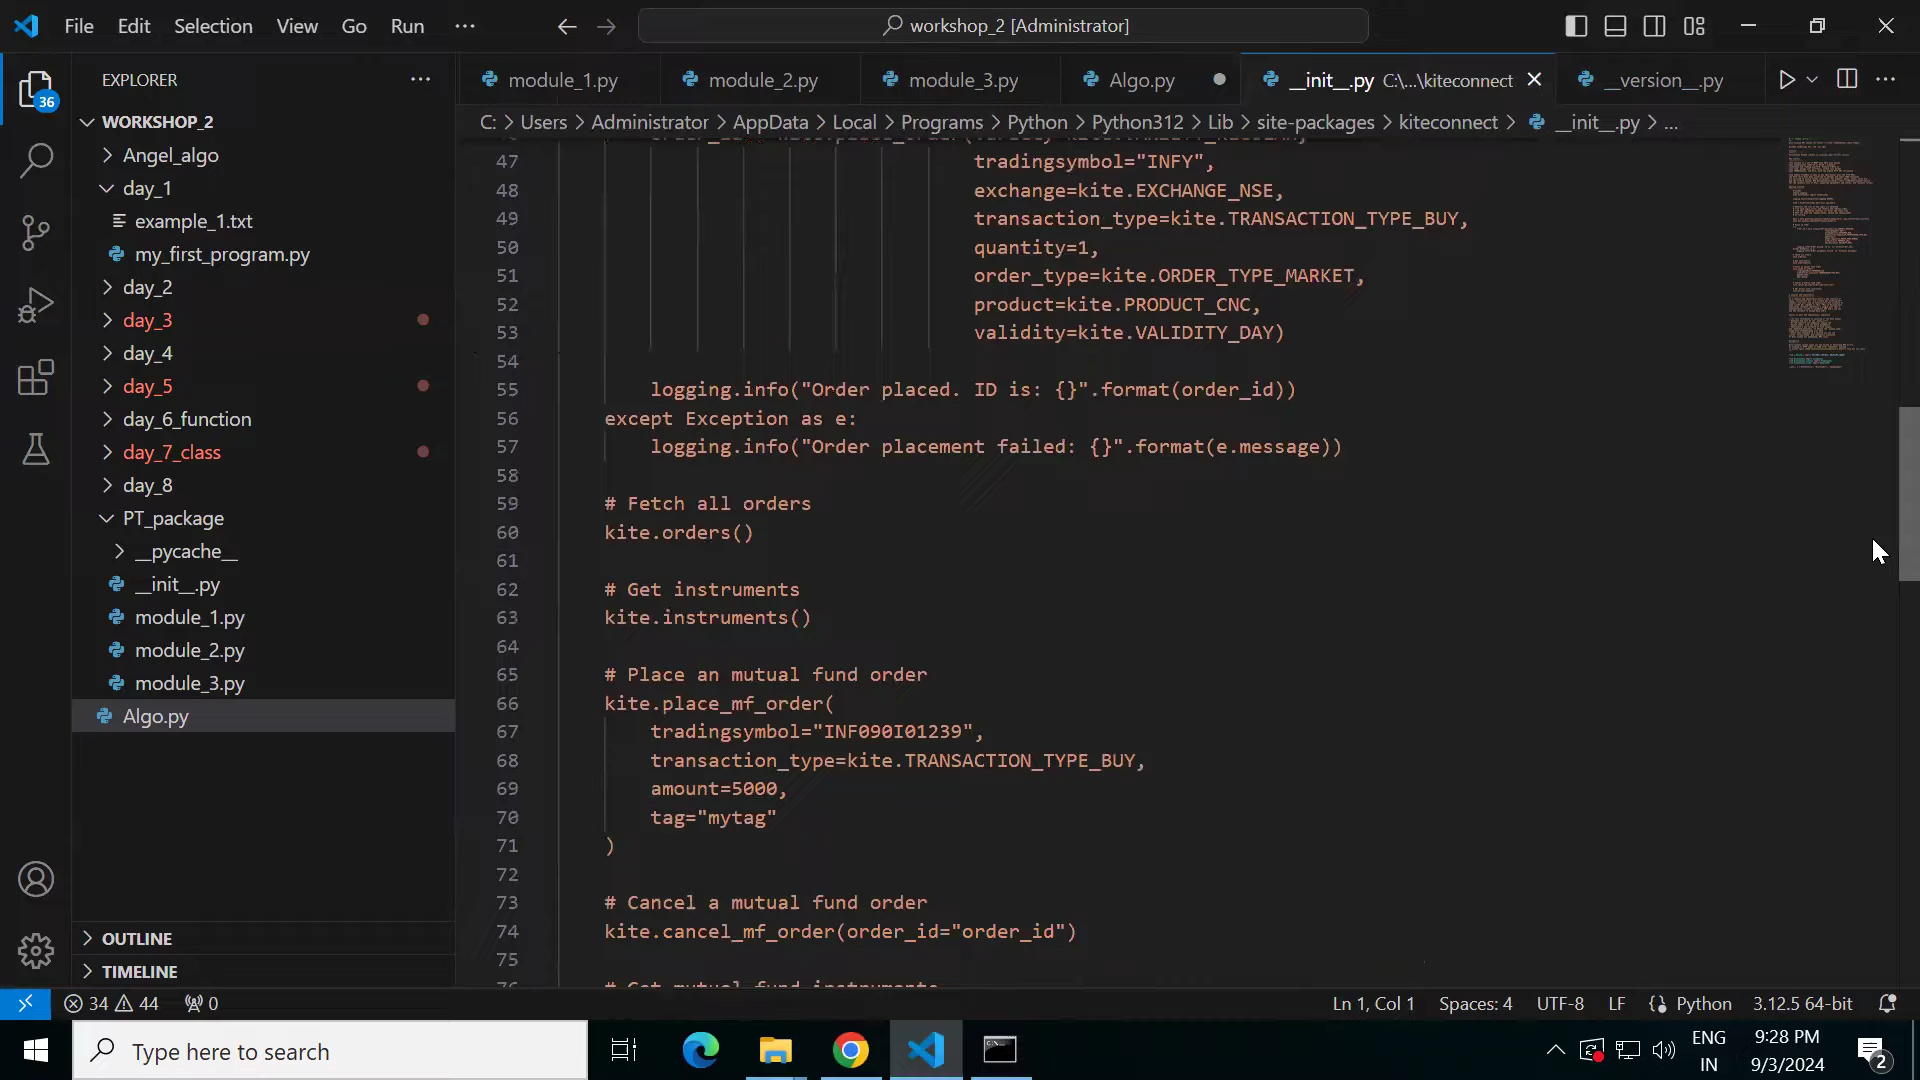 File Edit Selection View Go Run ···
workshop_2 [Administrator]
EXPLORER
module_1.py
module_2.py
module_3.py
Algo.py
__init__.py C:\...\kiteconnect
__version__.py
C: > Users > Administrator > AppData > Local > Programs > Python > Python312 > Lib > site-packages > kiteconnect > __init__.py > ...
36
WORKSHOP_2
Angel_algo
day_1
example_1.txt
my_first_program.py
day_2
day_3
day_4
day_5
day_6_function
day_7_class
day_8
PT_package
__pycache__
__init__.py
module_1.py
module_2.py
module_3.py
Algo.py
OUTLINE
TIMELINE
47 tradingsymbol="INFY",
48 exchange=kite.EXCHANGE_NSE,
49 transaction_type=kite.TRANSACTION_TYPE_BUY,
50 quantity=1,
51 order_type=kite.ORDER_TYPE_MARKET,
52 product=kite.PRODUCT_CNC,
53 validity=kite.VALIDITY_DAY)
54
55 logging.info("Order placed. ID is: {}".format(order_id))
56 except Exception as e:
57 logging.info("Order placement failed: {}".format(e.message))
58
59 # Fetch all orders
60 kite.orders()
61
62 # Get instruments
63 kite.instruments()
64
65 # Place an mutual fund order
66 kite.place_mf_order(
67 tradingsymbol="INF090I01239",
68 transaction_type=kite.TRANSACTION_TYPE_BUY,
69 amount=5000,
70 tag="mytag"
71 )
72
73 # Cancel a mutual fund order
74 kite.cancel_mf_order(order_id="order_id")
75
34 44 0
Ln 1, Col 1 Spaces: 4 UTF-8 LF Python 3.12.5 64-bit
Type here to search
ENG
IN
9:28 PM
9/3/2024
2